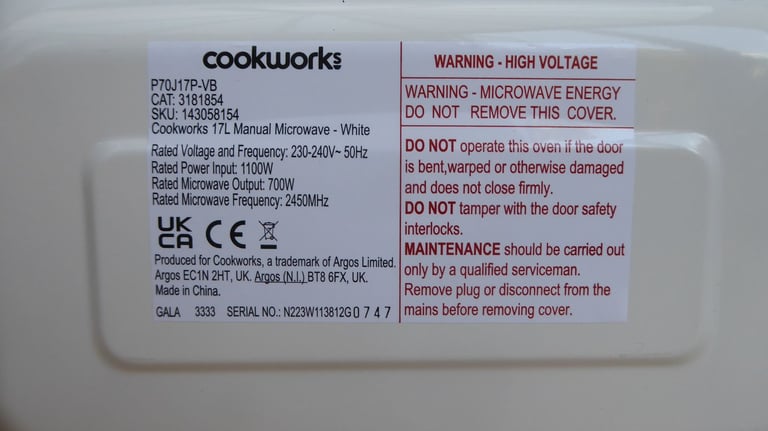 cookworks
P70J17P-VB
CAT: 3181854
SKU: 143058154
Cookworks 17L Manual Microwave - White
Rated Voltage and Frequency: 230-240V~ 50Hz
Rated Power Input: 1100W
Rated Microwave Output: 700W
Rated Microwave Frequency: 2450MHz
UK
CA CE
Produced for Cookworks, a trademark of Argos Limited.
Argos EC1N 2HT, UK. Argos (N.I.) BT8 6FX, UK.
Made in China.
GALA 3333 SERIAL NO.: N223W113812G0747
WARNING - HIGH VOLTAGE
WARNING - MICROWAVE ENERGY
DO NOT REMOVE THIS COVER.
DO NOT operate this oven if the door
is bent,warped or otherwise damaged
and does not close firmly.
DO NOT tamper with the door safety
interlocks.
MAINTENANCE should be carried out
only by a qualified serviceman.
Remove plug or disconnect from the
mains before removing cover.